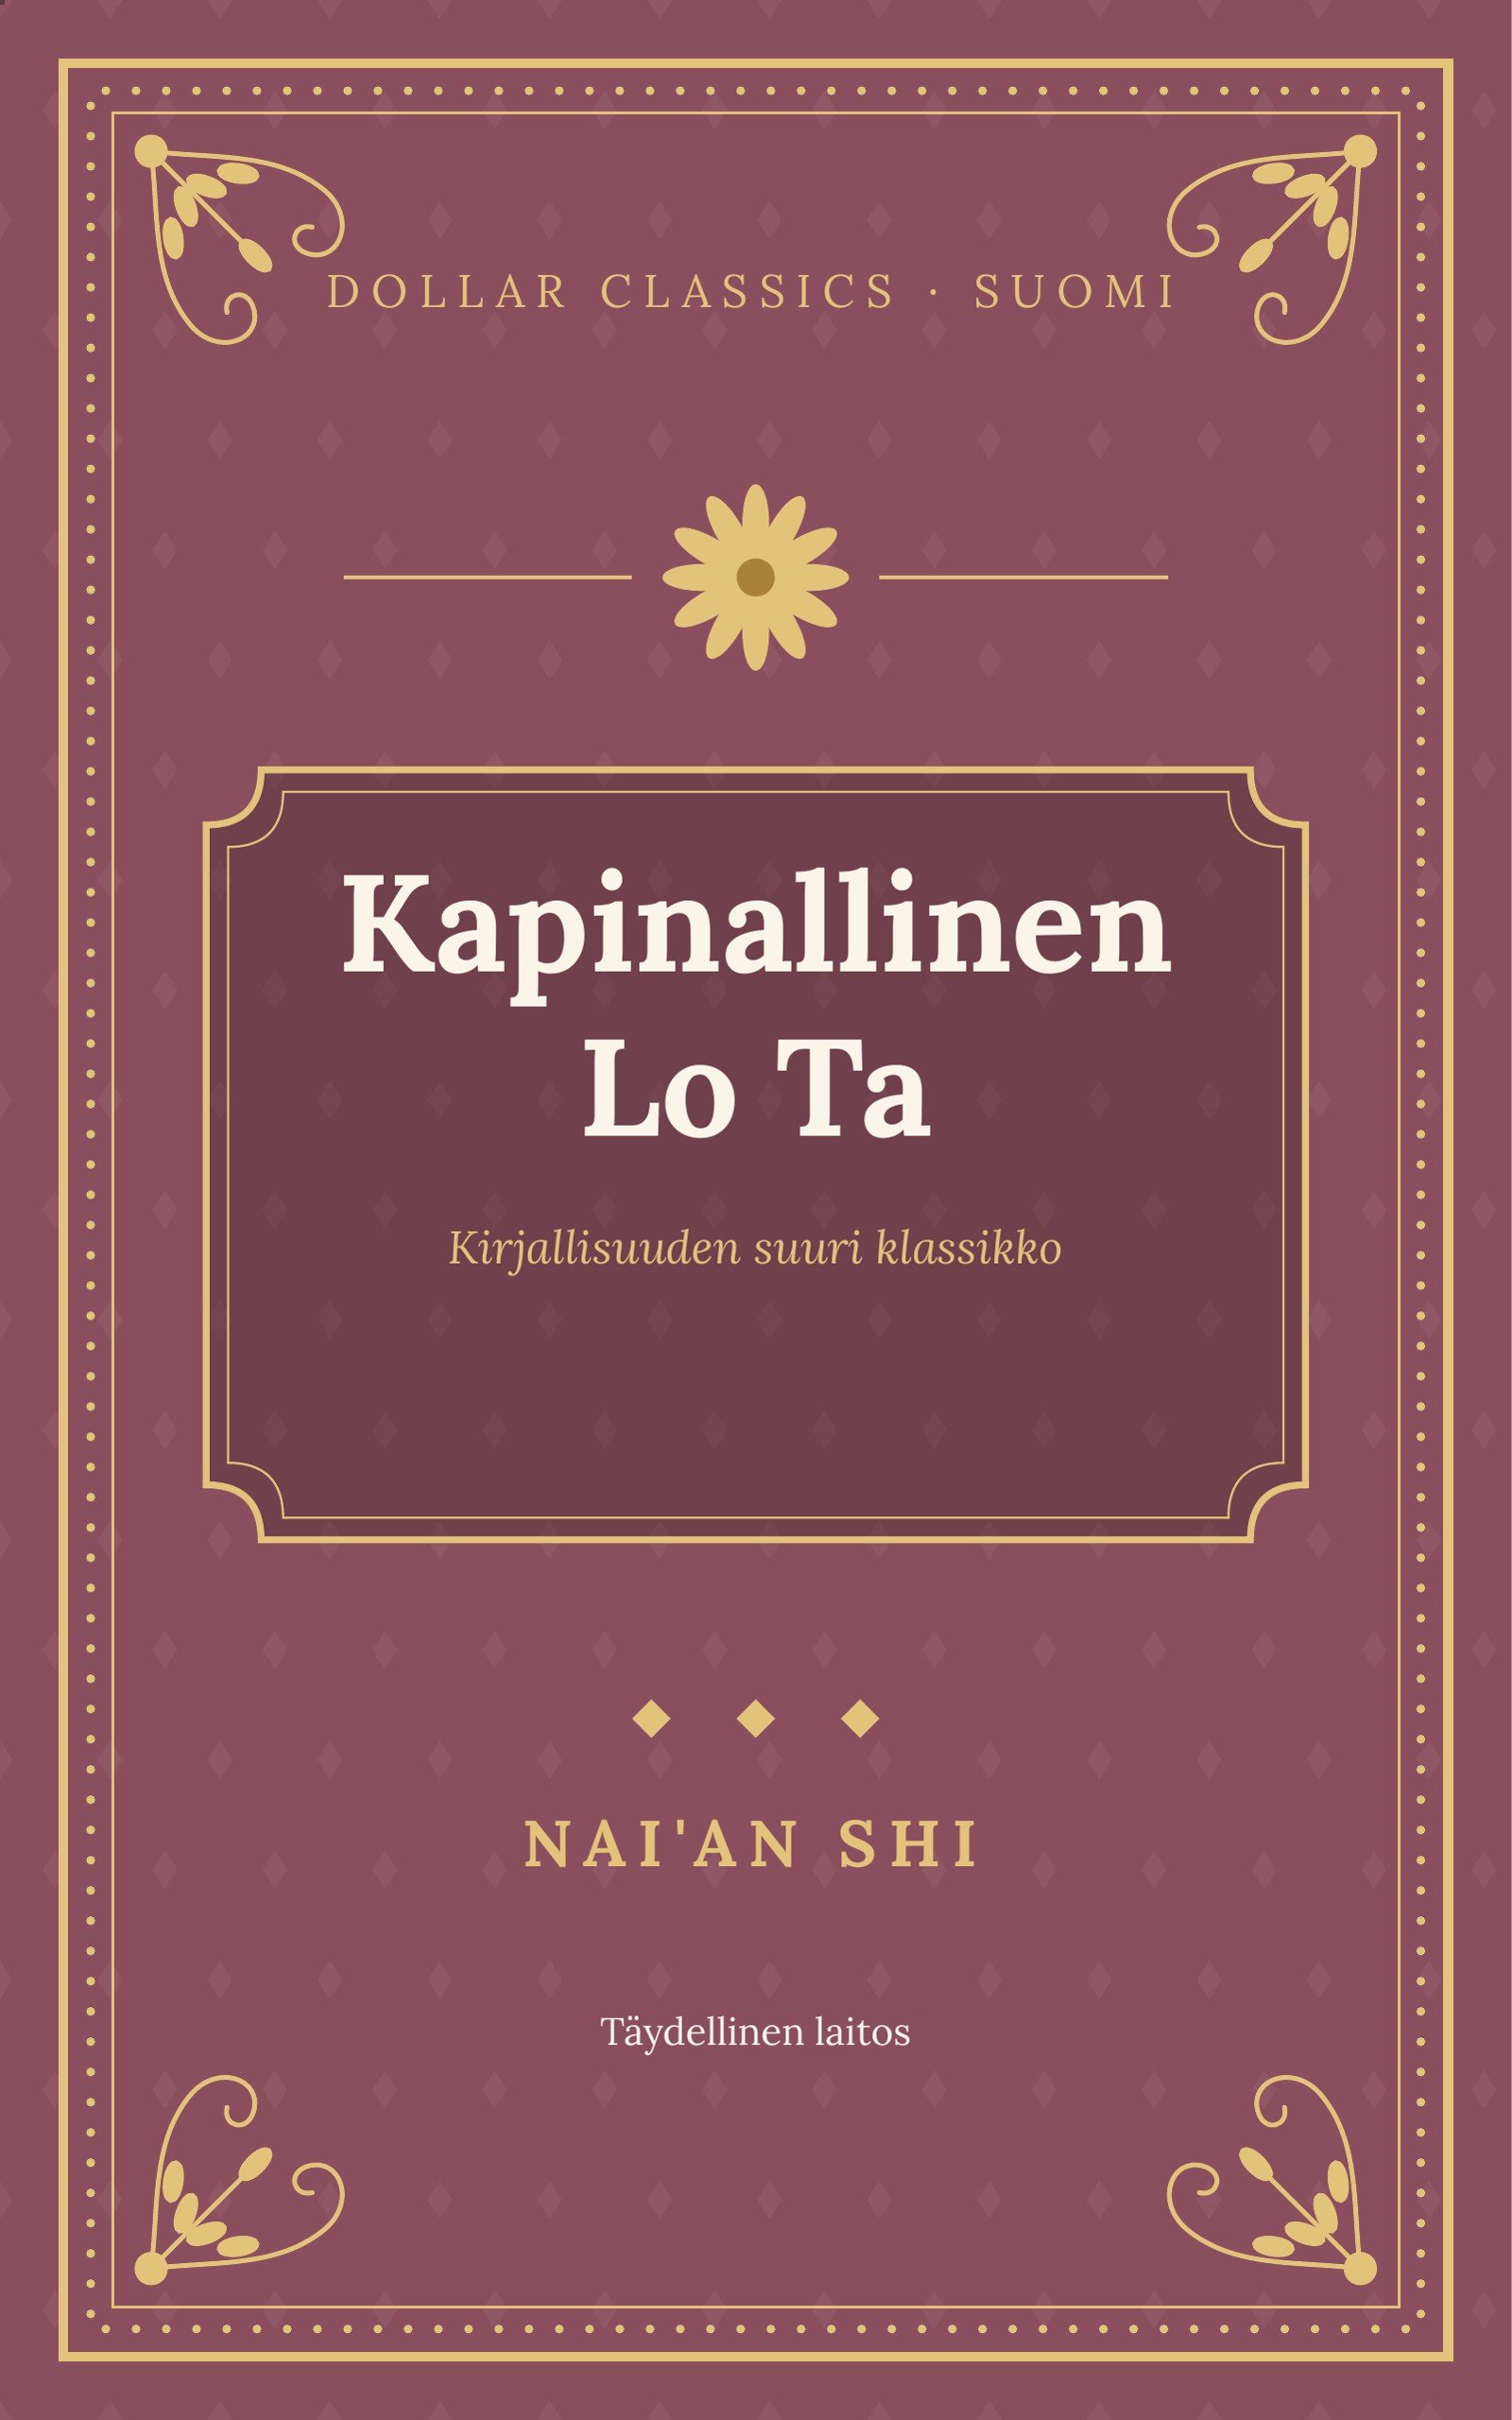 DOLLAR CLASSICS · SUOMI
Kapinallinen
Lo Ta
Kirjallisuuden suuri klassikko
NAI'AN SHI
Täydellinen laitos